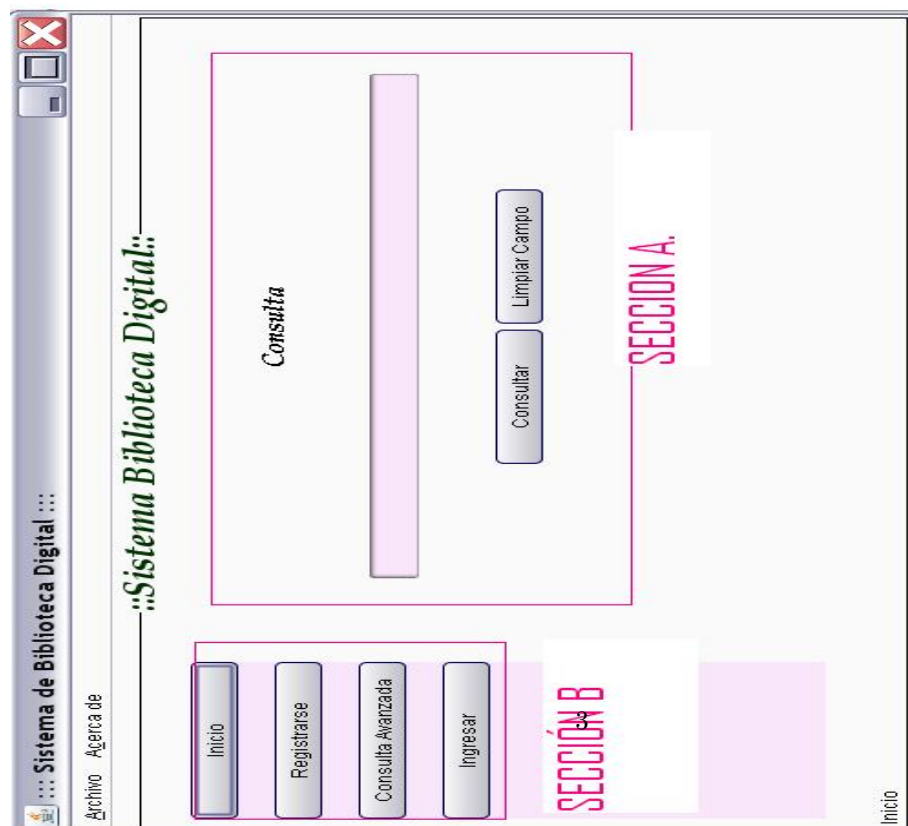 ::: Sistema de Biblioteca Digital :::
Archivo Acerca de
::Sistema Biblioteca Digital::
Inicio
Registrarse
Consulta Avanzada
Ingresar
SECCIÓN B
3
Consulta
Consultar Limpiar Campo
SECCION A.
Inicio